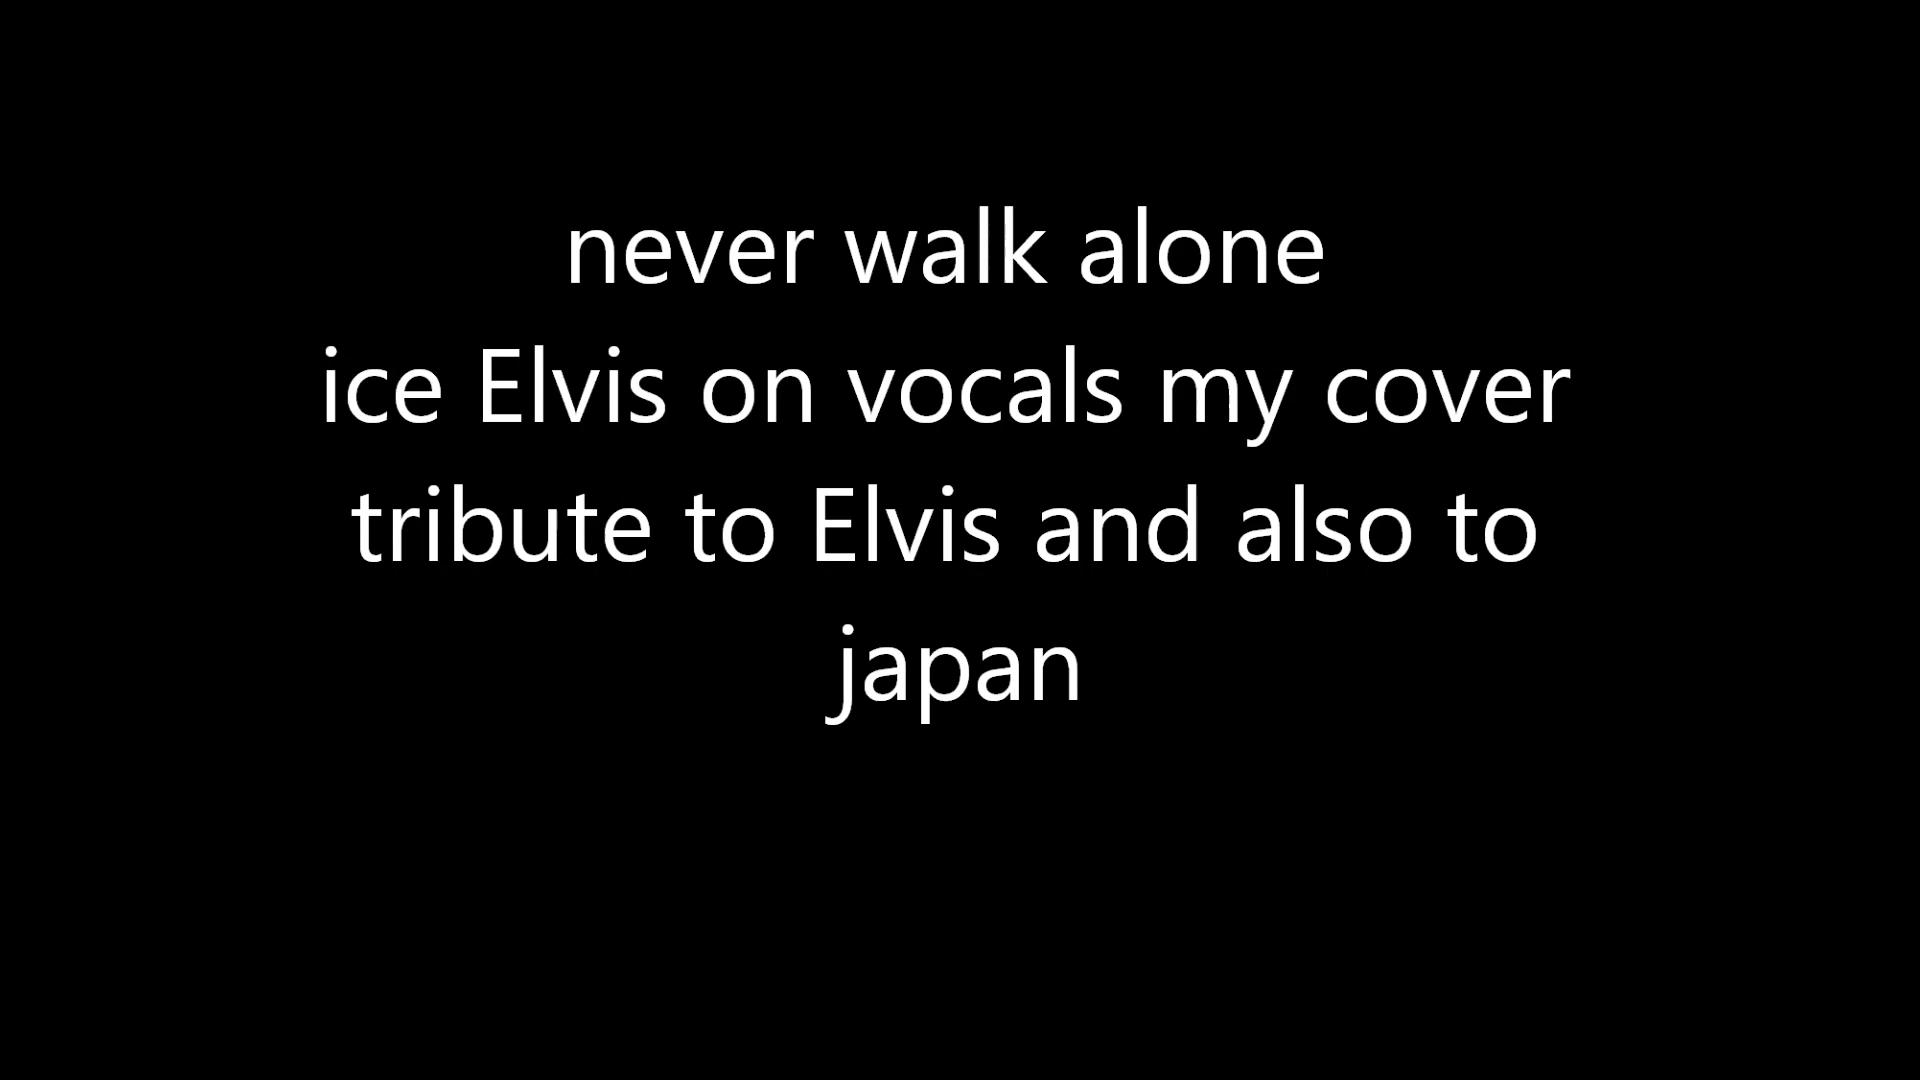 never walk alone
ice Elvis on vocals my cover
tribute to Elvis and also to
japan